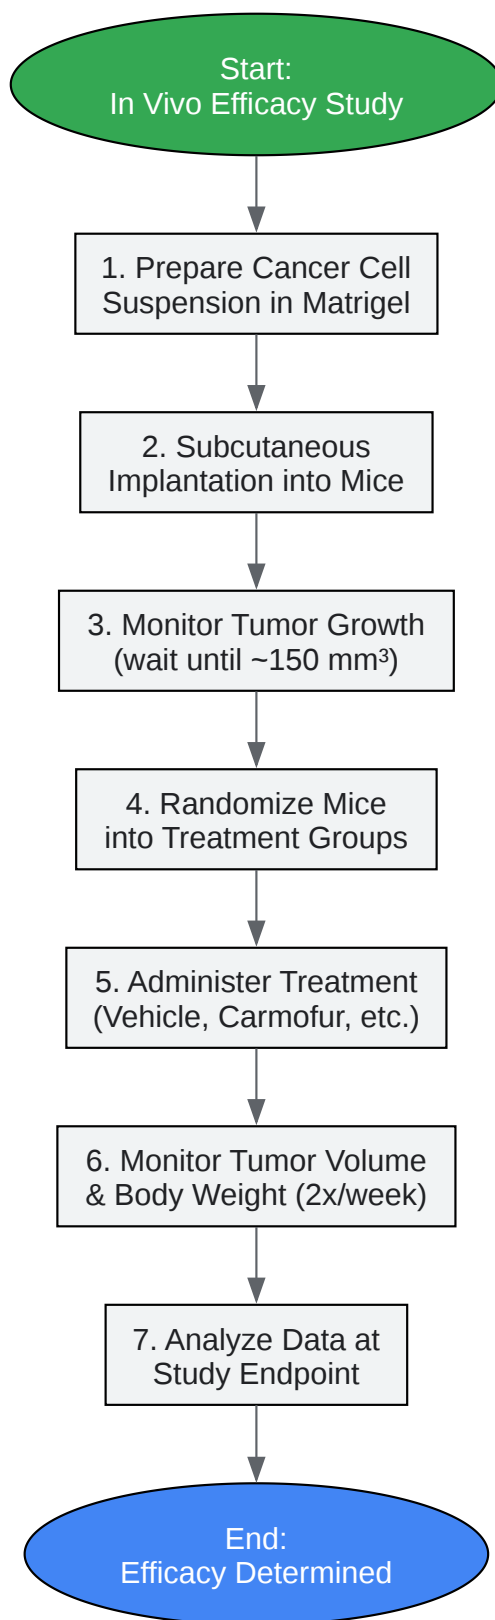 Start:
In Vivo Efficacy Study
1. Prepare Cancer Cell
Suspension in Matrigel
2. Subcutaneous
Implantation into Mice
3. Monitor Tumor Growth
(wait until ~150 mm³)
4. Randomize Mice
into Treatment Groups
5. Administer Treatment
(Vehicle, Carmofur, etc.)
6. Monitor Tumor Volume
& Body Weight (2x/week)
7. Analyze Data at
Study Endpoint
End:
Efficacy Determined